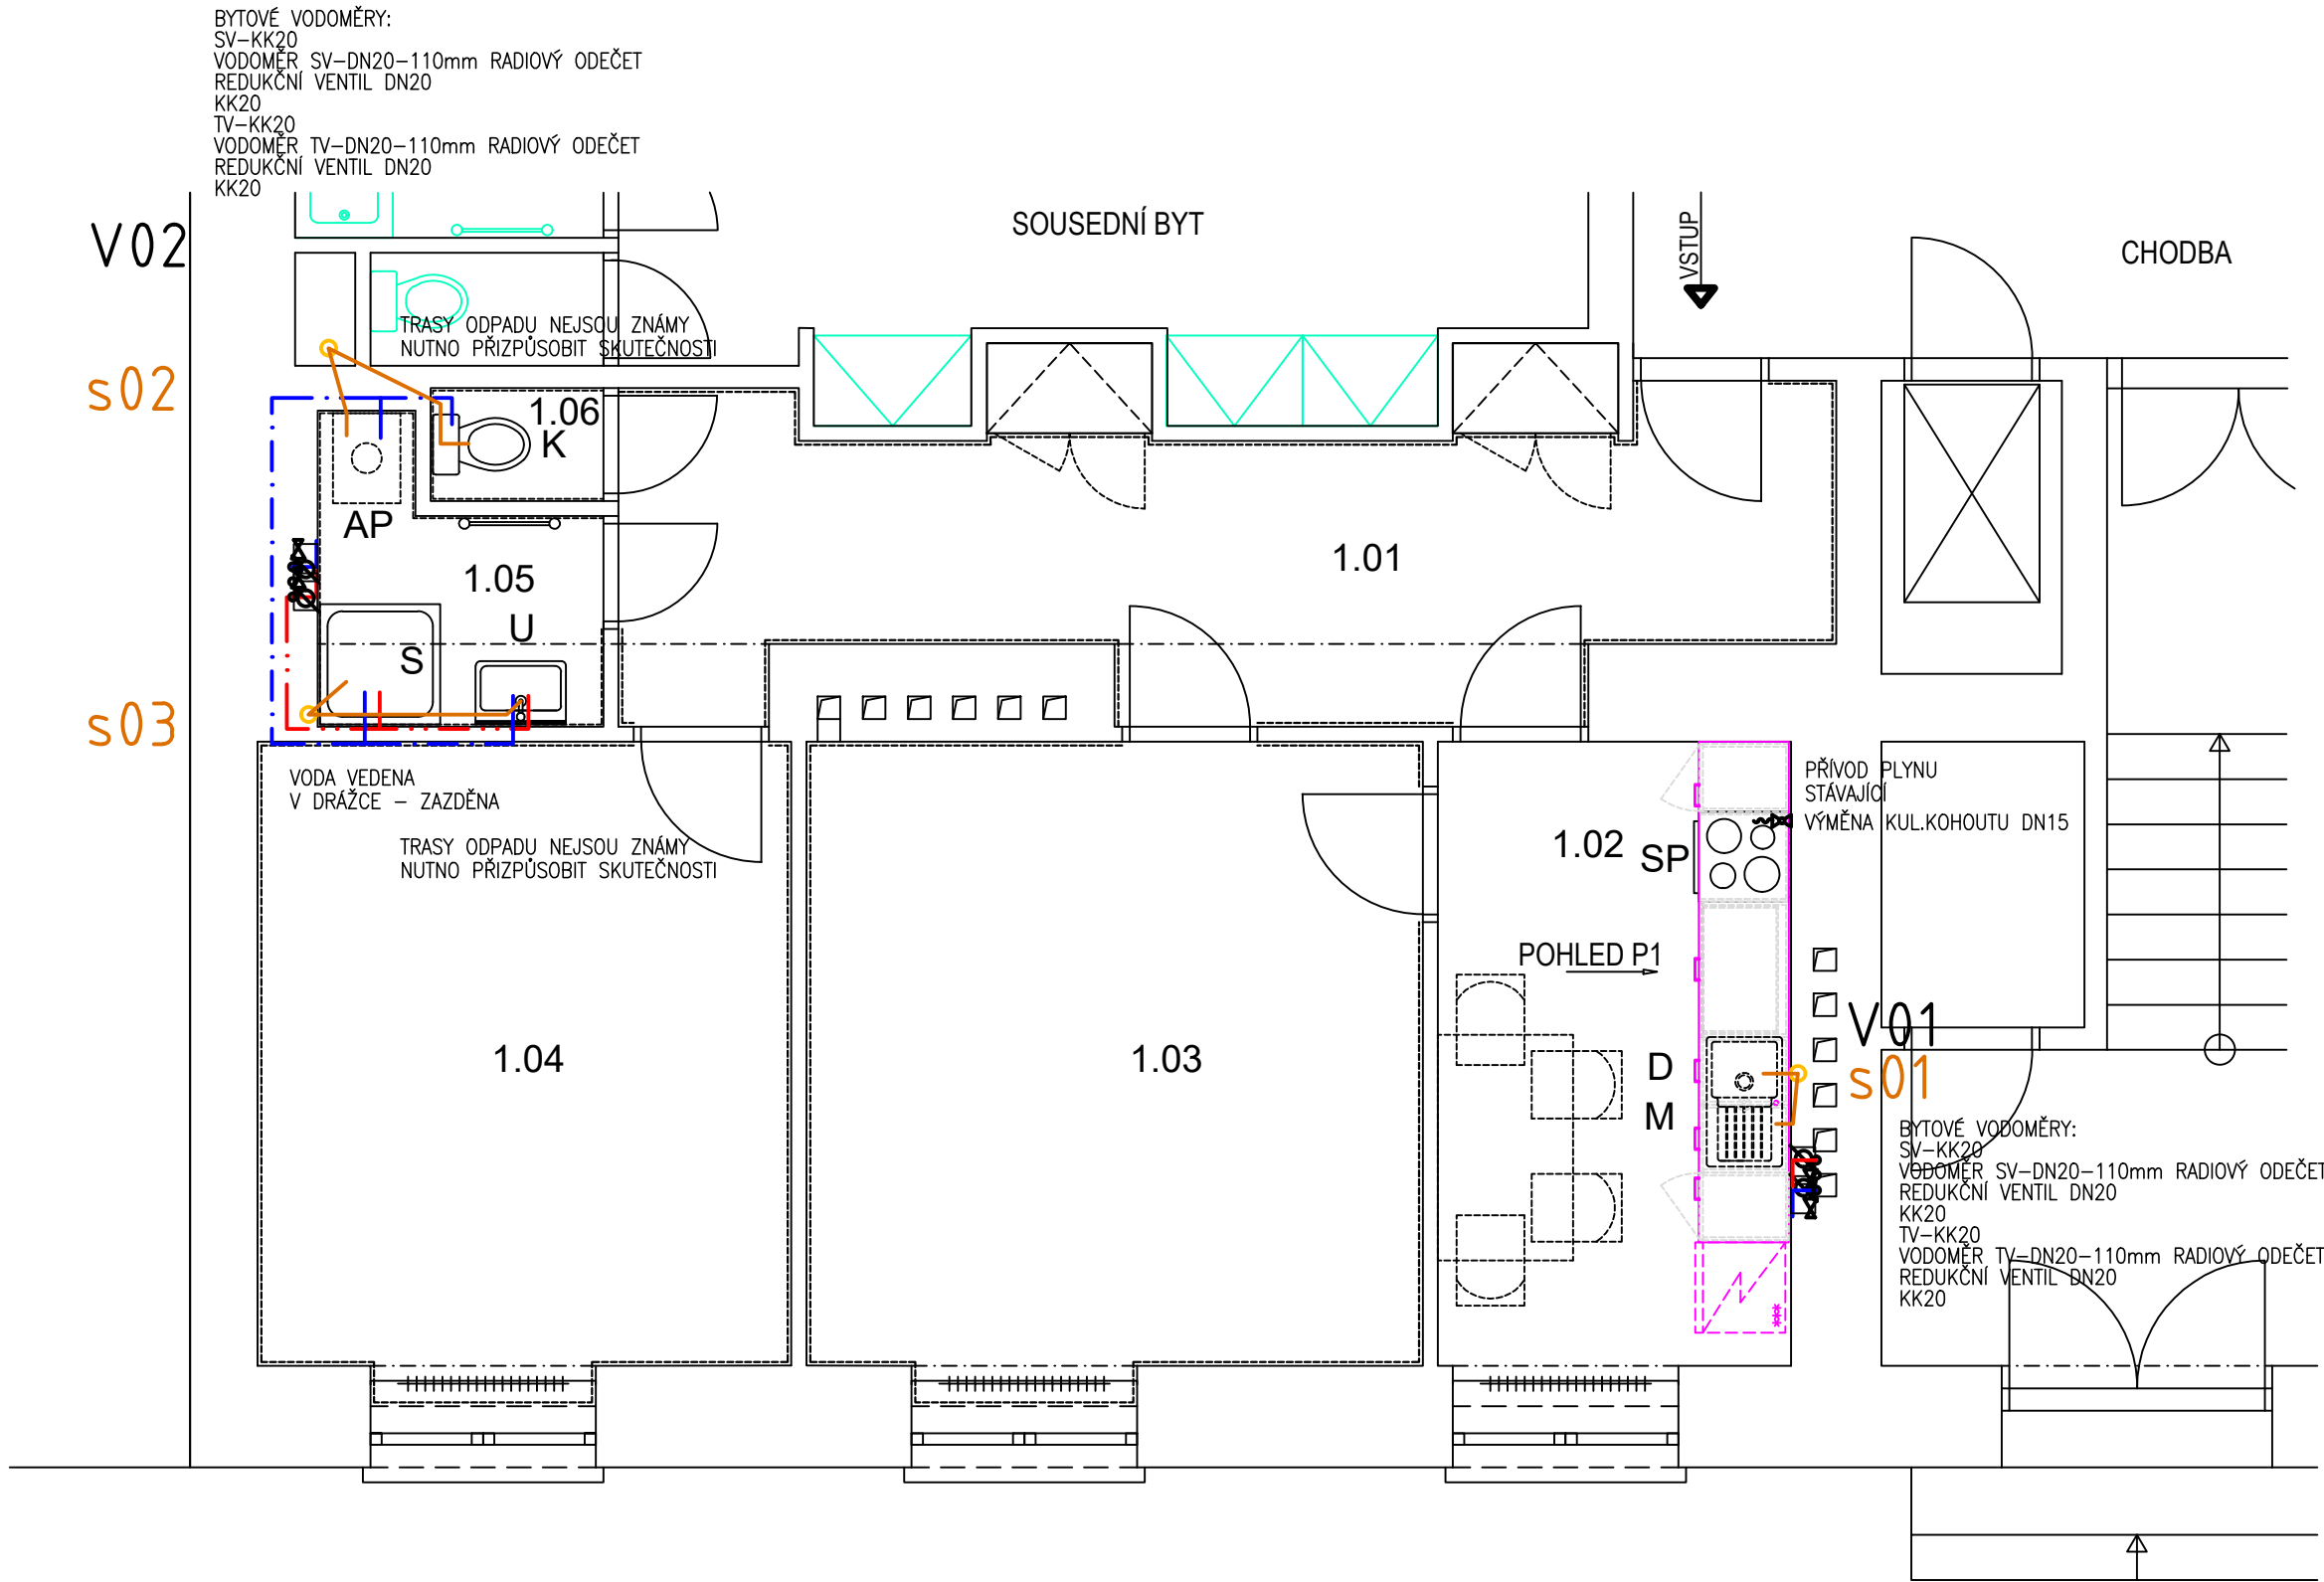 BYTOVÉ VODOMĚRY:
SV-KK20
VODOMĚR SV-DN20-110mm RADIOVÝ ODEČET
REDUKČNÍ VENTIL DN20
KK20
TV-KK20
VODOMĚR TV-DN20-110mm RADIOVÝ ODEČET
REDUKČNÍ VENTIL DN20
KK20
V02
SOUSEDNÍ BYT
VSTUP
CHODBA
TRASY ODPADU NEJSOU ZNÁMY
NUTNO PŘIZPŮSOBIT SKUTEČNOSTI
s02
1.06
K
AP
1.05
U
S
1.01
s03
VODA VEDENA
V DRÁŽCE – ZAZDĚNA
TRASY ODPADU NEJSOU ZNÁMY
NUTNO PŘIZPŮSOBIT SKUTEČNOSTI
PŘÍVOD PLYNU
STÁVAJÍCÍ
VÝMĚNA KUL.KOHOUTU DN15
1.02
SP
POHLED P1
1.04
1.03
D
M
V01
s01
BYTOVÉ VODOMĚRY:
SV-KK20
VODOMĚR SV-DN20-110mm RADIOVÝ ODEČET
REDUKČNÍ VENTIL DN20
KK20
TV-KK20
VODOMĚR TV-DN20-110mm RADIOVÝ ODEČET
REDUKČNÍ VENTIL DN20
KK20
***